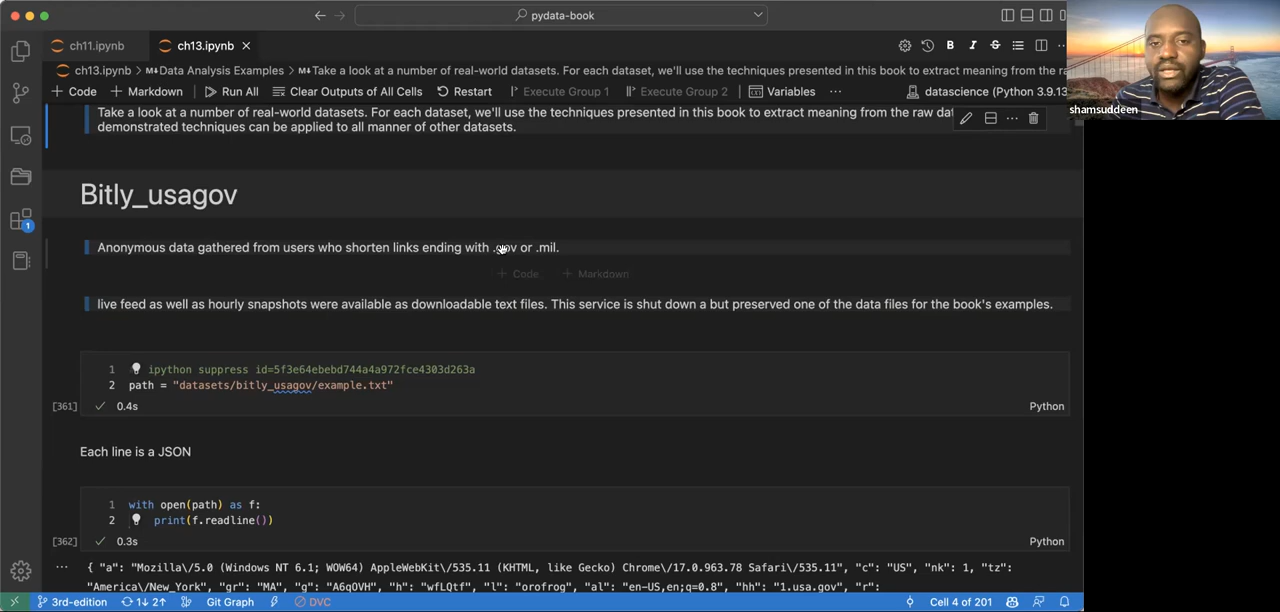 pydata-book
ch11.ipynb
ch13.ipynb
ch13.ipynb > M↓Data Analysis Examples > M↓Take a look at a number of real-world datasets. For each dataset, we'll use the techniques presented in this book to extract meaning from the ra
+ Code + Markdown Run All Clear Outputs of All Cells Restart Execute Group 1 Execute Group 2 Variables ... datascience (Python 3.9.13
Take a look at a number of real-world datasets. For each dataset, we'll use the techniques presented in this book to extract meaning from the raw dat
demonstrated techniques can be applied to all manner of other datasets.
shamsuddeen
Bitly_usagov
Anonymous data gathered from users who shorten links ending with .gov or .mil.
+ Code + Markdown
live feed as well as hourly snapshots were available as downloadable text files. This service is shut down a but preserved one of the data files for the book's examples.
1 ipython suppress id=5f3e64ebebd744a4a972fce4303d263a
2 path = "datasets/bitly_usagov/example.txt"
[361] 0.4s Python
Each line is a JSON
1 with open(path) as f:
2 print(f.readline())
[362] 0.3s Python
... { "a": "Mozilla\/5.0 (Windows NT 6.1; WOW64) AppleWebKit\/535.11 (KHTML, like Gecko) Chrome\/17.0.963.78 Safari\/535.11", "c": "US", "nk": 1, "tz":
"America\/New_York", "gr": "MA", "g": "A6qOVH", "h": "wfLQtf", "l": "orofrog", "al": "en-US,en;q=0.8", "hh": "1.usa.gov", "r":
3rd-edition 1↓ 2↑ Git Graph DVC Cell 4 of 201